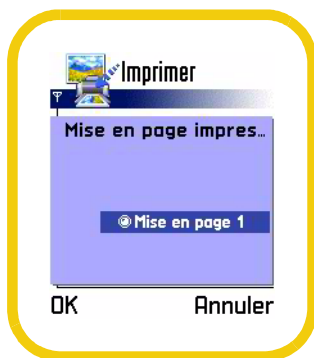 Imprimer
Mise en page impres…
Mise en page 1
OK Annuler